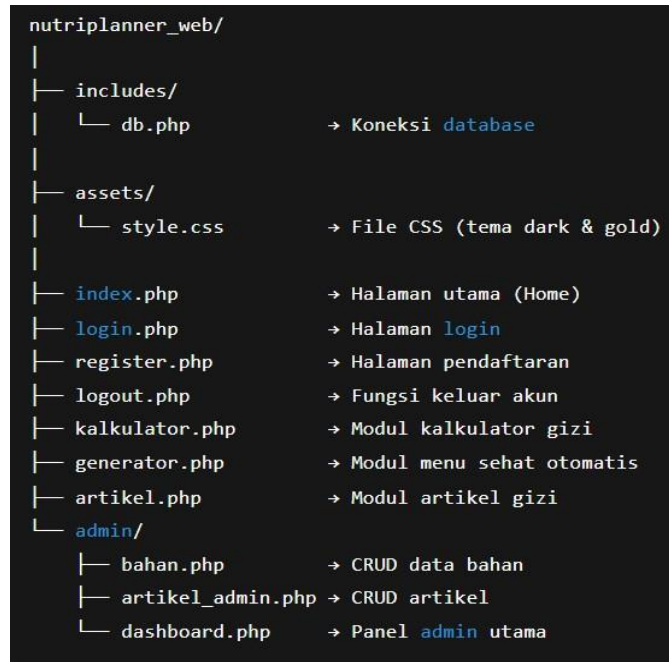 nutriplanner_web/
│
├── includes/
│   └── db.php → Koneksi database
│
├── assets/
│   └── style.css → File CSS (tema dark & gold)
│
├── index.php → Halaman utama (Home)
├── login.php → Halaman login
├── register.php → Halaman pendaftaran
├── logout.php → Fungsi keluar akun
├── kalkulator.php → Modul kalkulator gizi
├── generator.php → Modul menu sehat otomatis
├── artikel.php → Modul artikel gizi
└── admin/
    ├── bahan.php → CRUD data bahan
    ├── artikel_admin.php → CRUD artikel
    └── dashboard.php → Panel admin utama